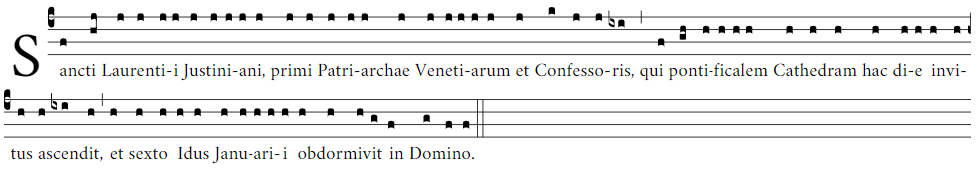 Sancti Laurenti-i Justini-ani, primi Patri-archae Veneti-arum et Confesso-ris, qui ponti-ficalem Cathedram hac di-e invi-
tus ascendit, et sexto Idus Janu-ari-i obdormivit in Domino.